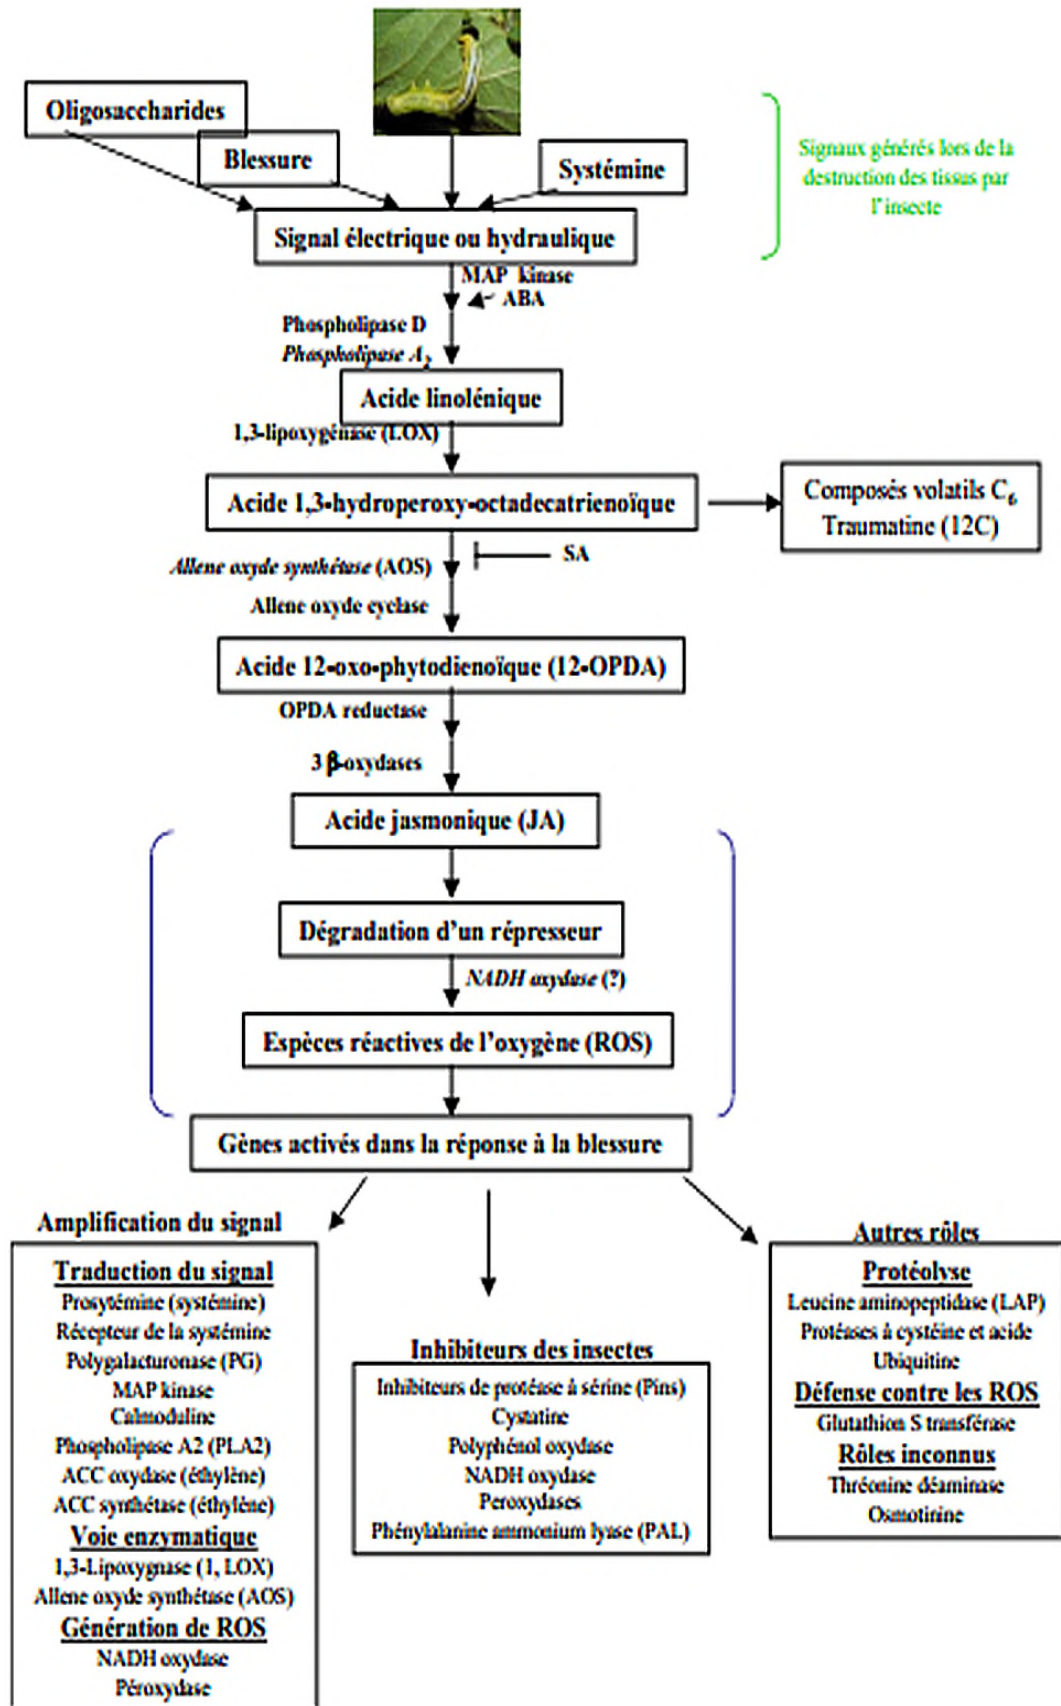 Oligosaccharides
Blessure
Systémine
Signaux générés lors de la
destruction des tissus par
l'insecte
Signal électrique ou hydraulique
MAP kinase
ABA
Phospholipase D
Phospholipase A2
Acide linolénique
1,3-lipoxygénase (LOX)
Acide 1,3-hydroperoxy-octadecatrienoïque
Composés volatils C6
Traumatine (12C)
Allene oxyde synthétase (AOS)
SA
Allene oxyde cyclase
Acide 12-oxo-phytodienoïque (12-OPDA)
OPDA reductase
3 β-oxydases
Acide jasmonique (JA)
Dégradation d'un répresseur
NADH oxydase (?)
Espèces réactives de l'oxygène (ROS)
Gènes activés dans la réponse à la blessure
Amplification du signal
Traduction du signal
Prosytémine (systémine)
Récepteur de la systémine
Polygalacturonase (PG)
MAP kinase
Calmoduline
Phospholipase A2 (PLA2)
ACC oxydase (éthylène)
ACC synthétase (éthylène)
Voie enzymatique
1,3-Lipoxygnase (1, LOX)
Allene oxyde synthétase (AOS)
Génération de ROS
NADH oxydase
Péroxydase
Inhibiteurs des insectes
Inhibiteurs de protéase à sérine (Pins)
Cystatine
Polyphénol oxydase
NADH oxydase
Peroxydases
Phénylalanine ammonium lyase (PAL)
Autres rôles
Protéolyse
Leucine aminopeptidase (LAP)
Protéases à cystéine et acide
Ubiquitine
Défense contre les ROS
Glutathion S transférase
Rôles inconnus
Thréonine déaminase
Osmotinine